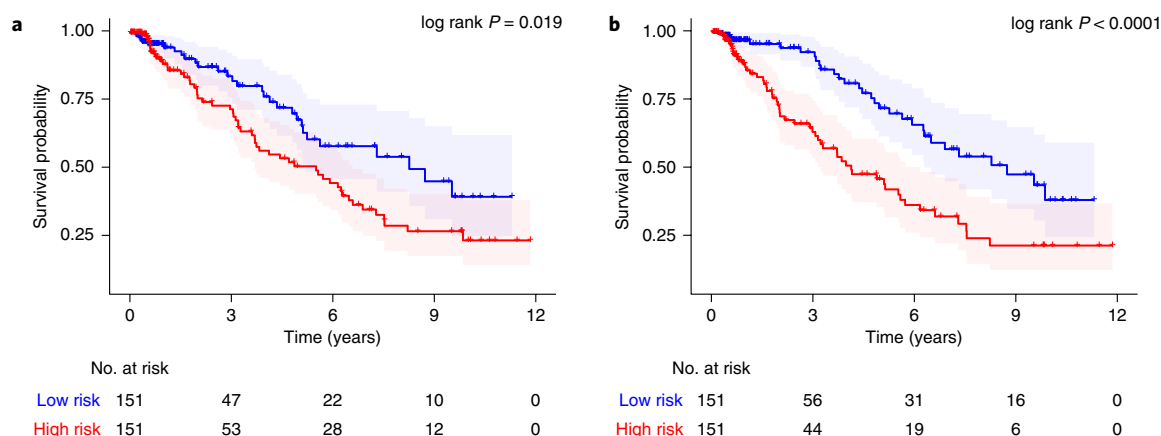 a
log rank P = 0.019
1.00
0.75
0.50
0.25
Survival probability
0 3 6 9 12
Time (years)
No. at risk
Low risk 151 47 22 10 0
High risk 151 53 28 12 0
b
log rank P < 0.0001
1.00
0.75
0.50
0.25
Survival probability
0 3 6 9 12
Time (years)
No. at risk
Low risk 151 56 31 16 0
High risk 151 44 19 6 0